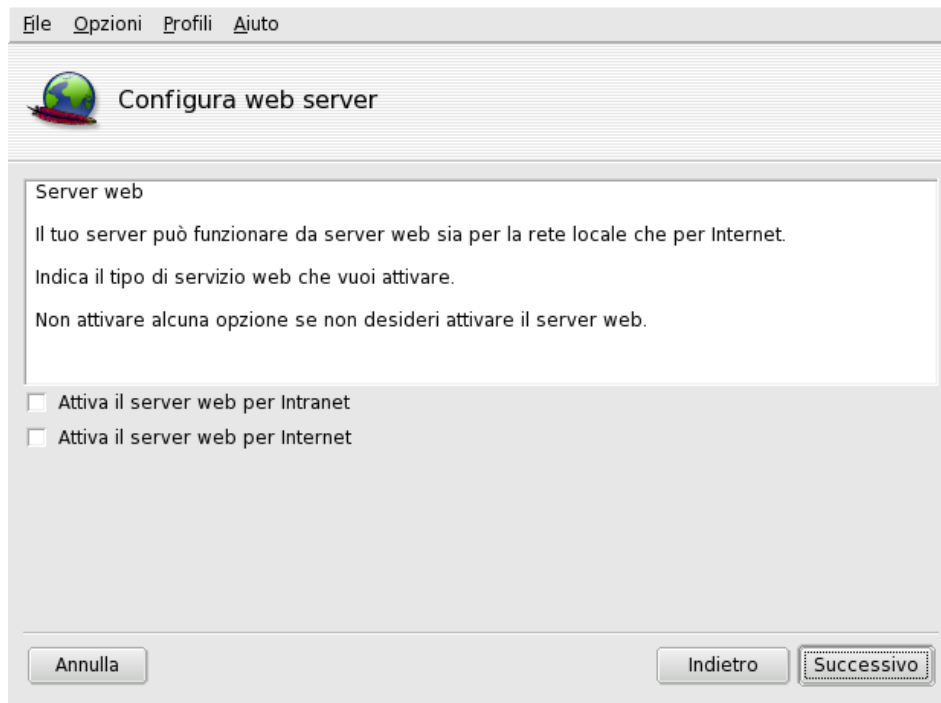 File Opzioni Profili Aiuto
Configura web server
Server web
Il tuo server può funzionare da server web sia per la rete locale che per Internet.
Indica il tipo di servizio web che vuoi attivare.
Non attivare alcuna opzione se non desideri attivare il server web.
Attiva il server web per Intranet
Attiva il server web per Internet
Annulla Indietro Successivo